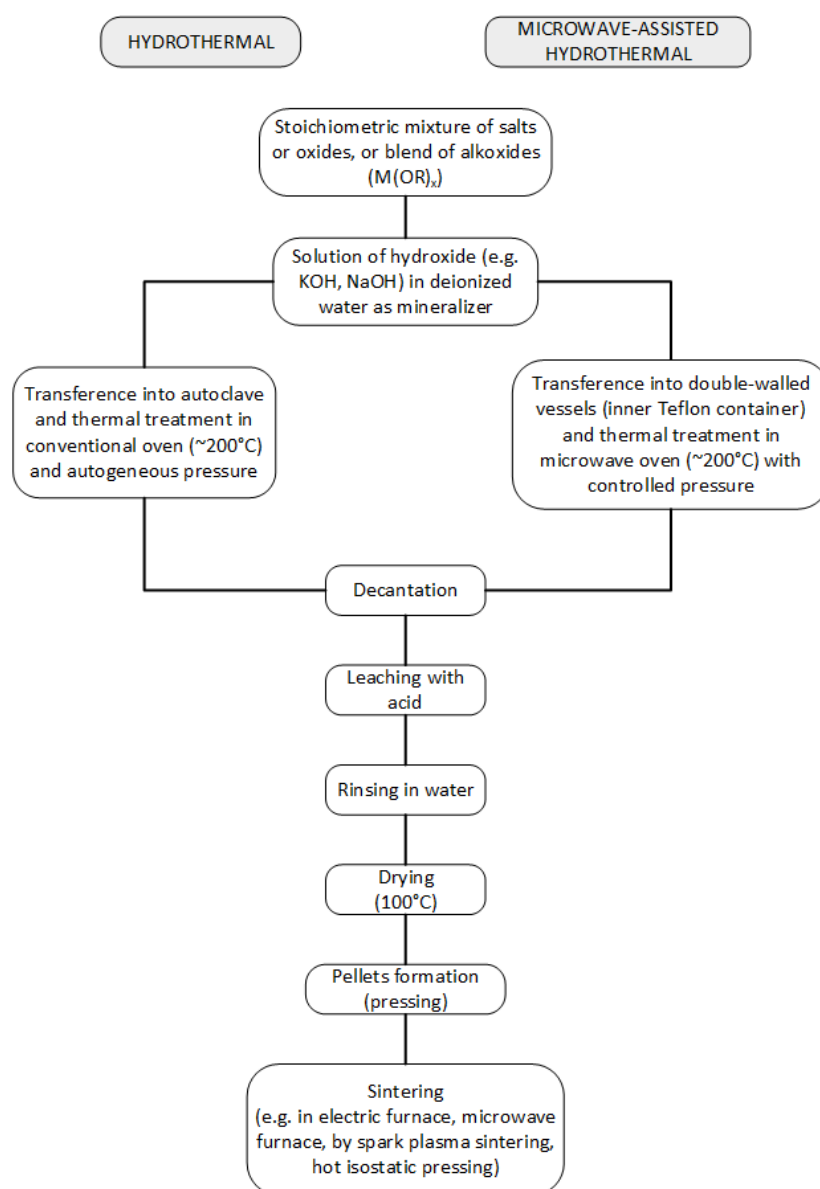 HYDROTHERMAL
MICROWAVE-ASSISTED
HYDROTHERMAL
Stoichiometric mixture of salts
or oxides, or blend of alkoxides
(M(OR)ₓ)
Solution of hydroxide (e.g.
KOH, NaOH) in deionized
water as mineralizer
Transference into autoclave
and thermal treatment in
conventional oven (~200°C)
and autogeneous pressure
Transference into double-walled
vessels (inner Teflon container)
and thermal treatment in
microwave oven (~200°C) with
controlled pressure
Decantation
Leaching with
acid
Rinsing in water
Drying
(100°C)
Pellets formation
(pressing)
Sintering
(e.g. in electric furnace, microwave
furnace, by spark plasma sintering,
hot isostatic pressing)